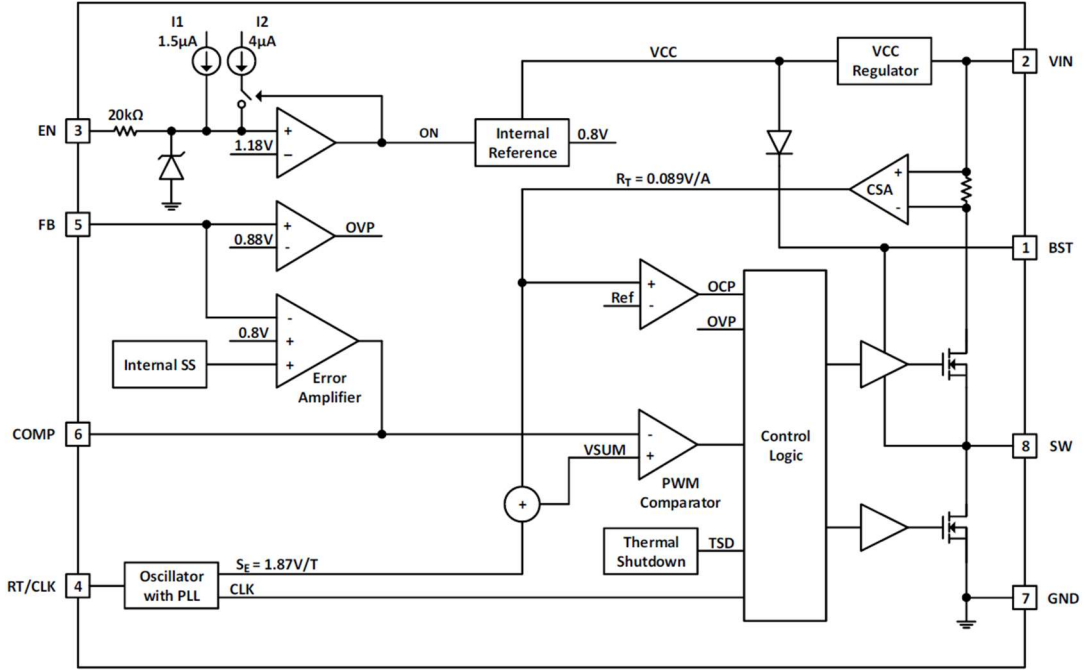 I1
1.5µA
I2
4µA
VCC
VCC
Regulator
2
VIN
EN
3
20kΩ
+
1.18V
−
ON
Internal
Reference
0.8V
R_T = 0.089V/A
CSA
+
-
FB
5
+
0.88V
-
OVP
1
BST
-
0.8V
+
+
Internal SS
Error
Amplifier
+
Ref
-
OCP
OVP
COMP
6
-
VSUM
+
PWM
Comparator
Control
Logic
8
SW
+
Thermal
Shutdown
TSD
RT/CLK
4
Oscillator
with PLL
S_E = 1.87V/T
CLK
7
GND